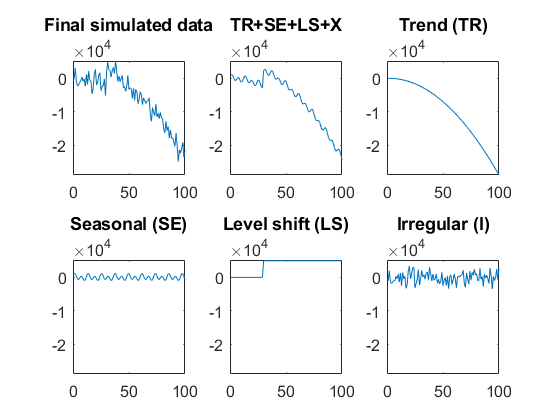 Final simulated data TR+SE+LS+X Trend (TR)
×10^4 ×10^4 ×10^4
0 0 0
-1 -1 -1
-2 -2 -2
0 50 100 0 50 100 0 50 100
Seasonal (SE) Level shift (LS) Irregular (I)
×10^4 ×10^4 ×10^4
0 0 0
-1 -1 -1
-2 -2 -2
0 50 100 0 50 100 0 50 100